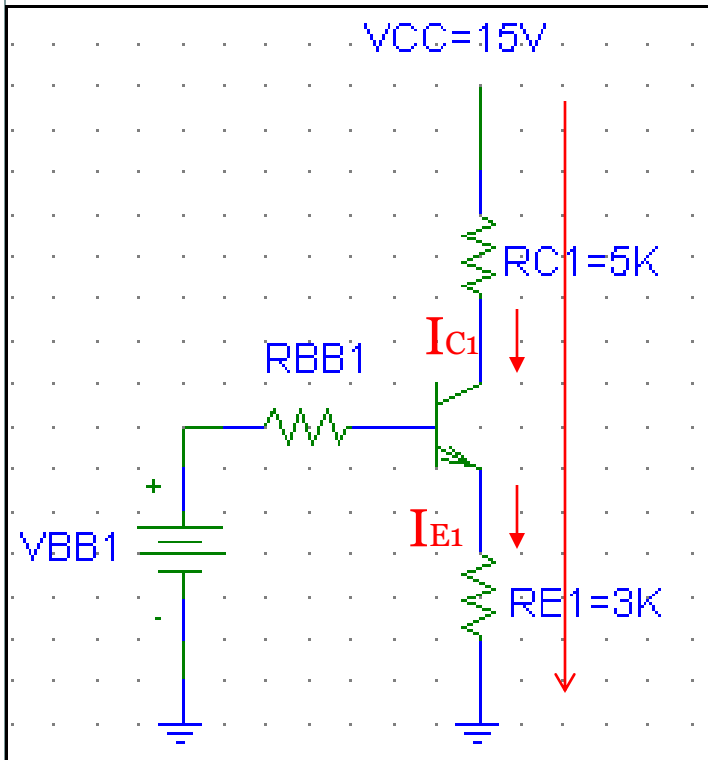 VCC=15V
RC1=5K
IC1
RBB1
+
IE1
VBB1
RE1=3K
-